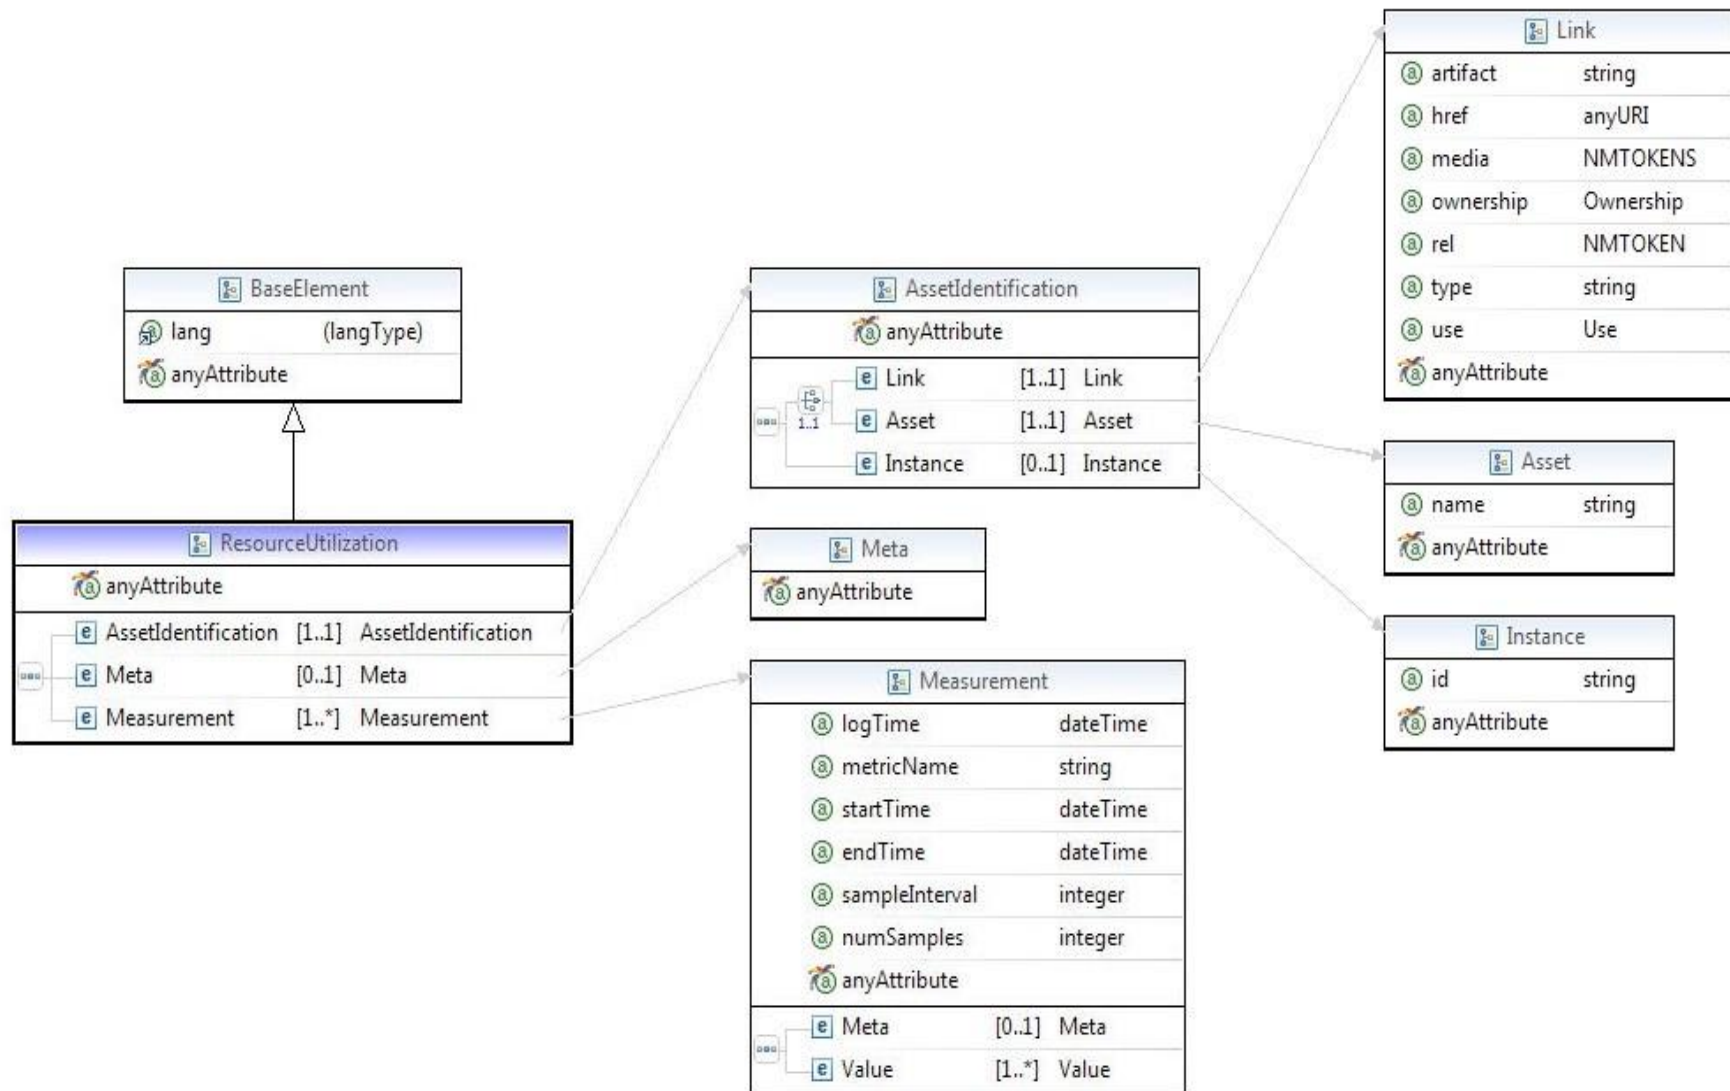 BaseElement
lang (langType)
anyAttribute
ResourceUtilization
anyAttribute
AssetIdentification [1..1] AssetIdentification
Meta [0..1] Meta
Measurement [1..*] Measurement
AssetIdentification
anyAttribute
1..1
Link [1..1] Link
Asset [1..1] Asset
Instance [0..1] Instance
Meta
anyAttribute
Measurement
logTime dateTime
metricName string
startTime dateTime
endTime dateTime
sampleInterval integer
numSamples integer
anyAttribute
Meta [0..1] Meta
Value [1..*] Value
Link
artifact string
href anyURI
media NMTOKENS
ownership Ownership
rel NMTOKEN
type string
use Use
anyAttribute
Asset
name string
anyAttribute
Instance
id string
anyAttribute